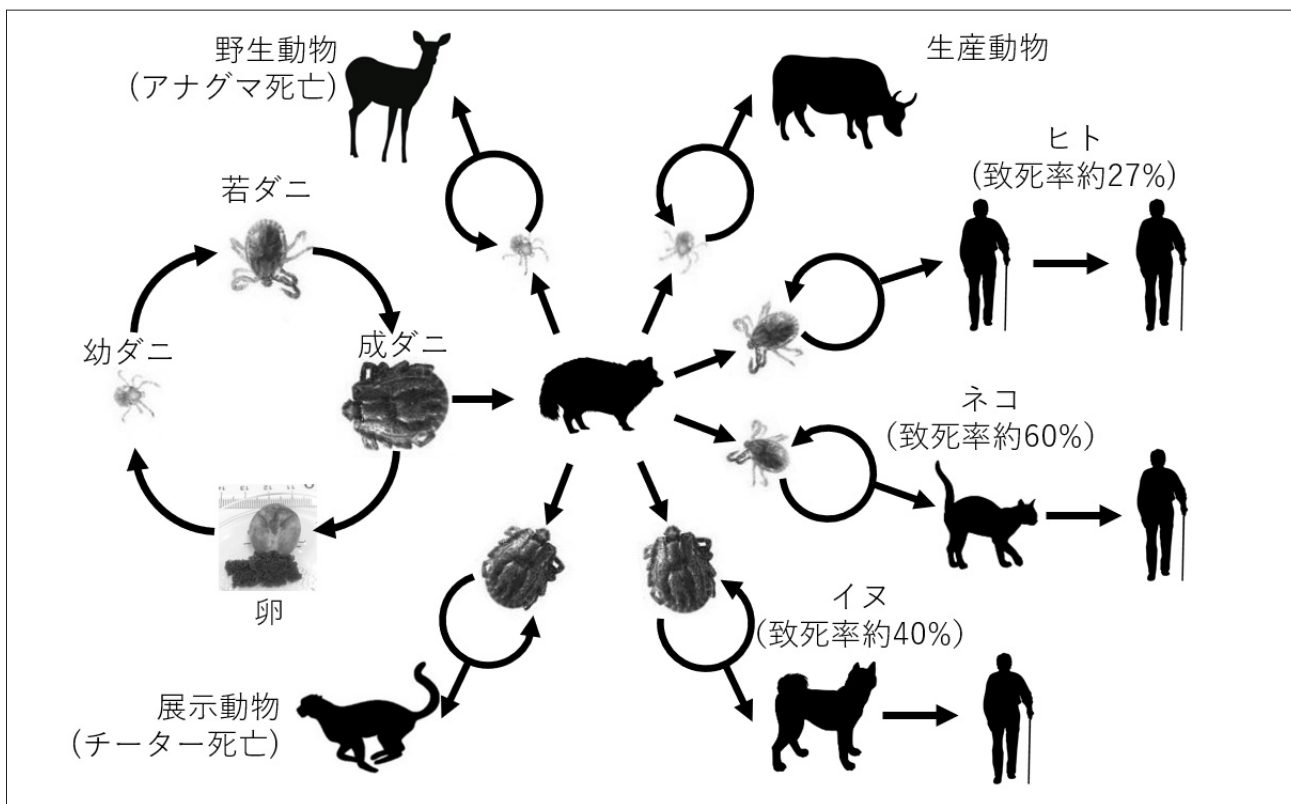 野生動物
(アナグマ死亡)
生産動物
ヒト
(致死率約27%)
若ダニ
幼ダニ
成ダニ
ネコ
(致死率約60%)
卵
イヌ
(致死率約40%)
展示動物
(チーター死亡)